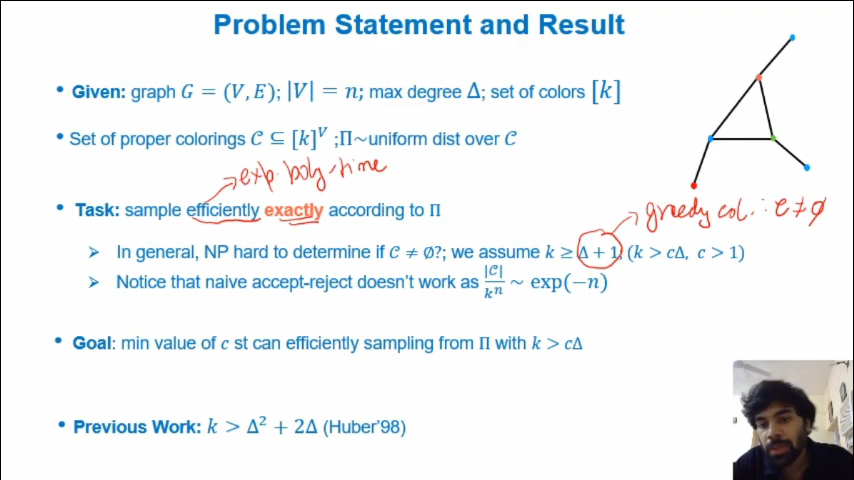 Problem Statement and Result
• Given: graph G = (V, E); |V| = n; max degree Δ; set of colors [k]
• Set of proper colorings 𝒞 ⊆ [k]^V ;Π~uniform dist over 𝒞
exp. poly-time
• Task: sample efficiently exactly according to Π
greedy col. ∴ 𝒞 ≠ ∅
➢ In general, NP hard to determine if 𝒞 ≠ ∅?; we assume k ≥ Δ + 1, (k > cΔ, c > 1)
➢ Notice that naive accept-reject doesn't work as |𝒞|/k^n ~ exp(−n)
• Goal: min value of c st can efficiently sampling from Π with k > cΔ
• Previous Work: k > Δ² + 2Δ (Huber'98)